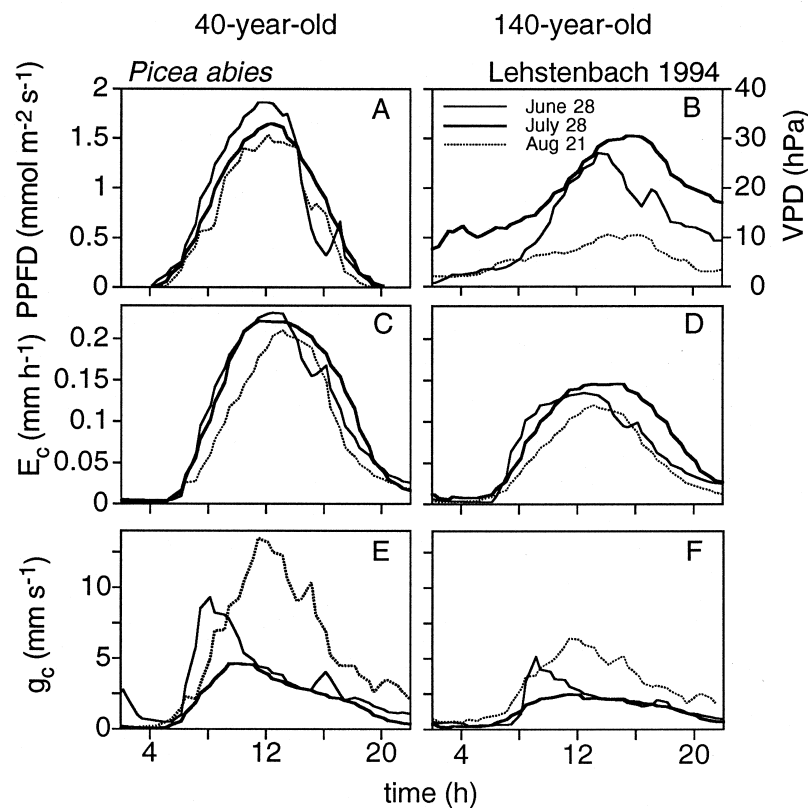 40-year-old 140-year-old
Picea abies Lehstenbach 1994
PPFD (mmol m-2 s-1)
2
1.5
1
0.5
0
A
B
June 28
July 28
Aug 21
40
30
20
10
0
VPD (hPa)
Ec (mm h-1)
0.2
0.15
0.1
0.05
0
C
D
gc (mm s-1)
10
5
0
E
F
4 12 20 4 12 20
time (h)